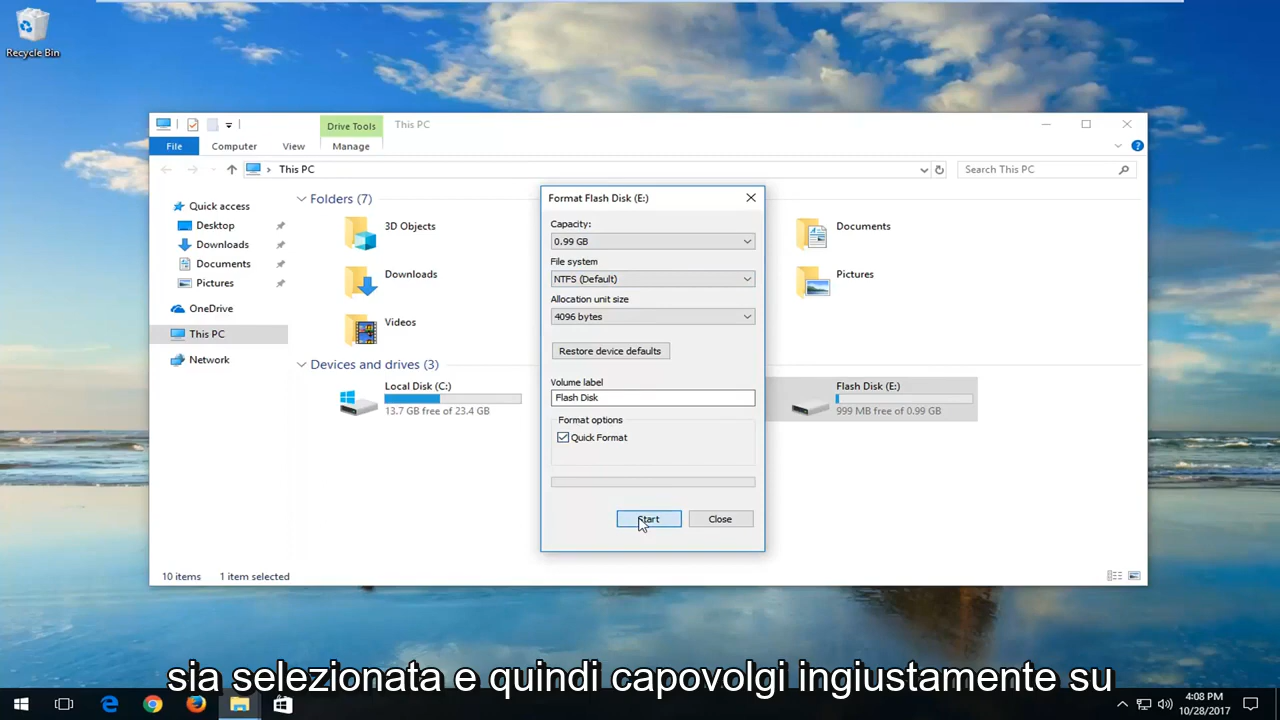 Recycle Bin
Drive Tools
This PC
File
Computer
View
Manage
This PC
Search This PC
Quick access
Desktop
Downloads
Documents
Pictures
OneDrive
This PC
Network
Folders (7)
3D Objects
Documents
Downloads
Pictures
Videos
Devices and drives (3)
Local Disk (C:)
13.7 GB free of 23.4 GB
Flash Disk (E:)
999 MB free of 0.99 GB
Format Flash Disk (E:)
Capacity:
0.99 GB
File system
NTFS (Default)
Allocation unit size
4096 bytes
Restore device defaults
Volume label
Flash Disk
Format options
Quick Format
Start
Close
10 items
1 item selected
sia selezionata e quindi capovolgi ingiustamente su
4:08 PM
10/28/2017